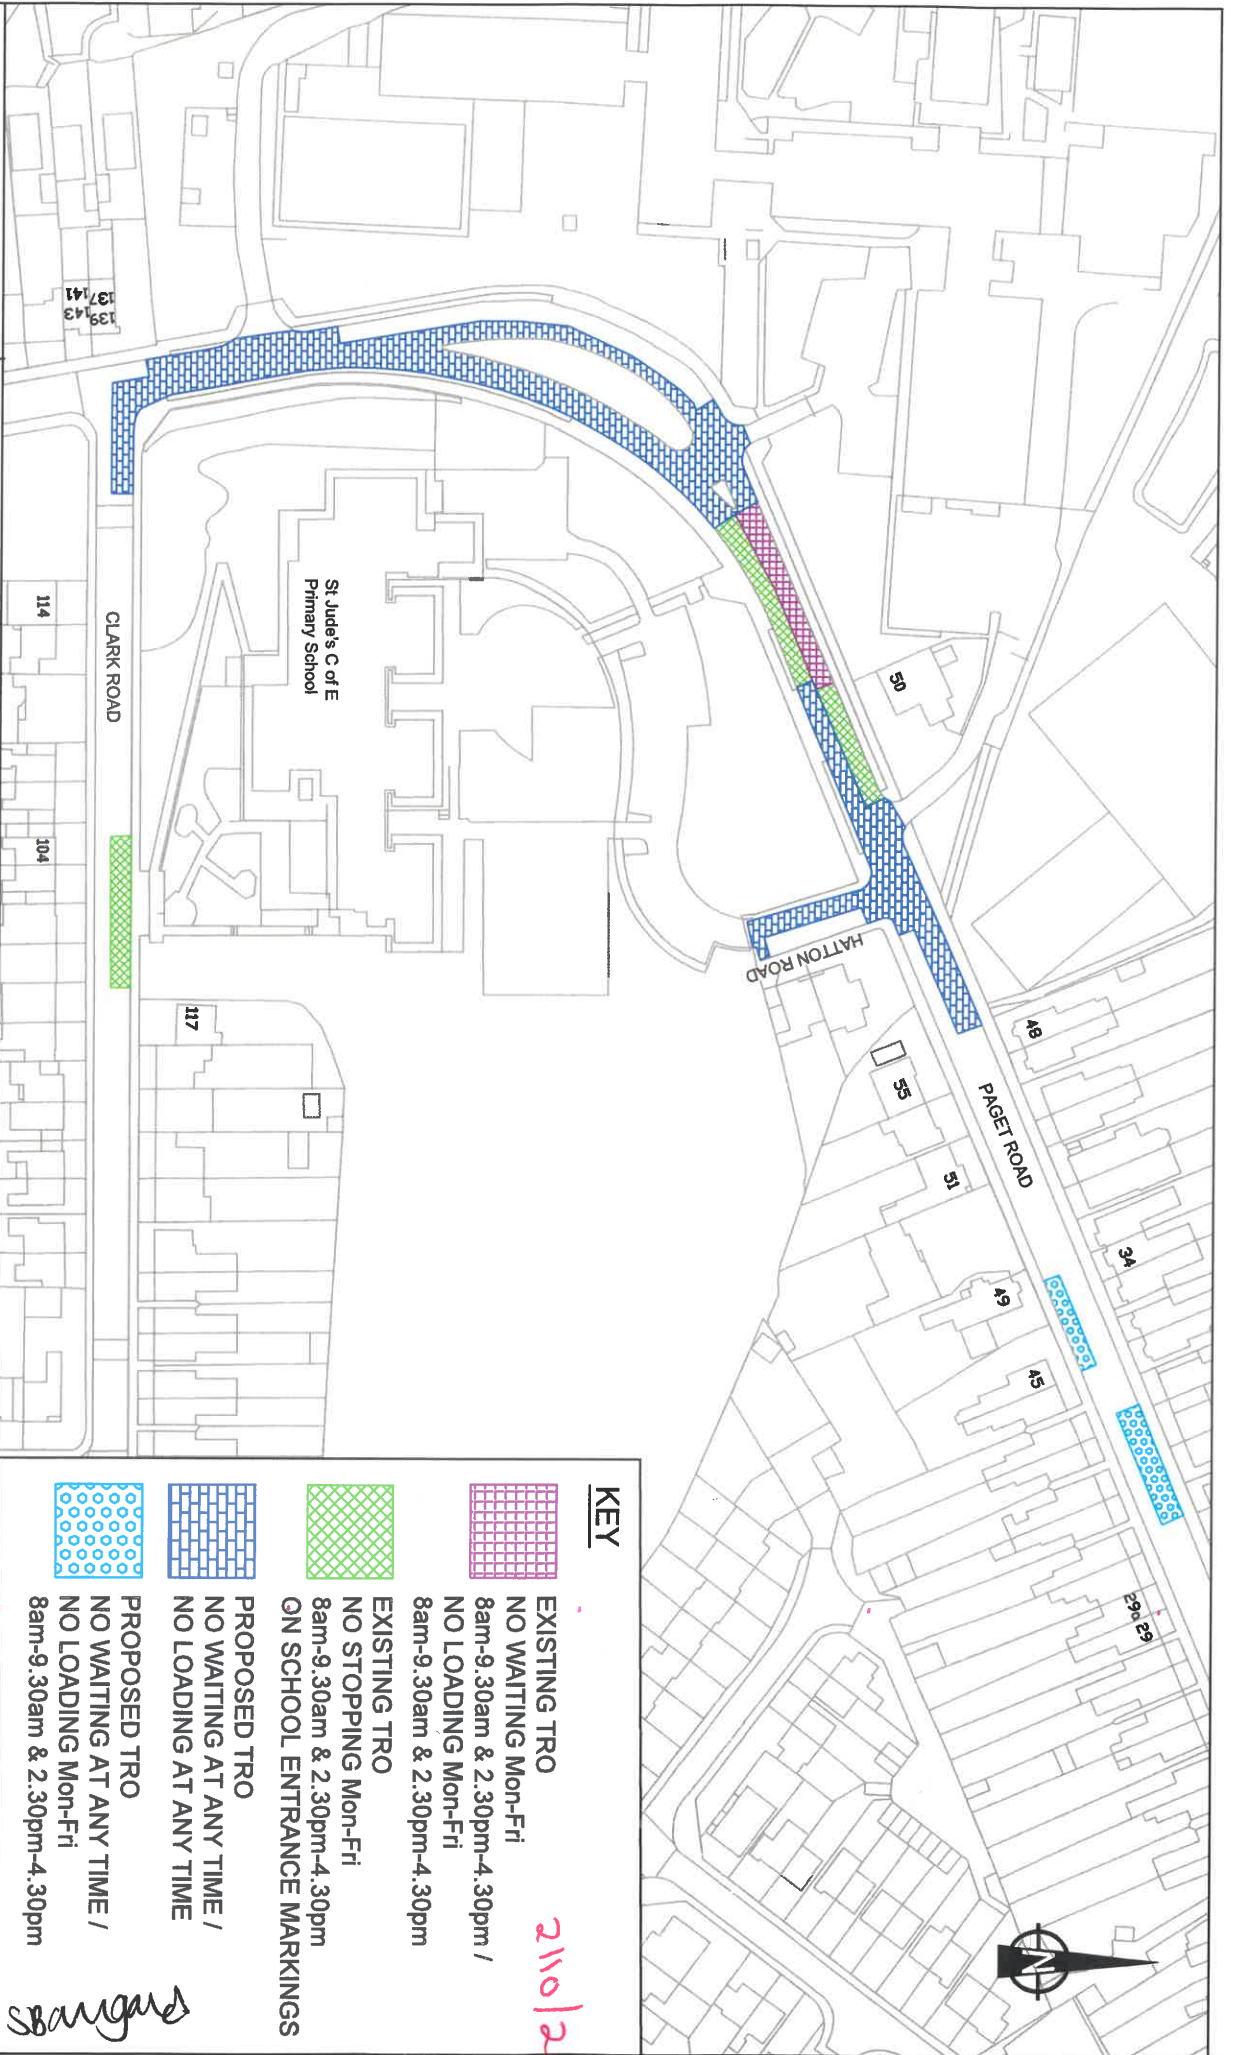 137 141
139 143
114
CLARK ROAD
104
St Jude's C of E
Primary School
117
50
HATTON ROAD
48
55
PAGET ROAD
51
34
49
45
29a 29
N
KEY
EXISTING TRO
NO WAITING Mon-Fri
8am-9.30am & 2.30pm-4.30pm /
NO LOADING Mon-Fri
8am-9.30am & 2.30pm-4.30pm
EXISTING TRO
NO STOPPING Mon-Fri
8am-9.30am & 2.30pm-4.30pm
ON SCHOOL ENTRANCE MARKINGS
PROPOSED TRO
NO WAITING AT ANY TIME /
NO LOADING AT ANY TIME
PROPOSED TRO
NO WAITING AT ANY TIME /
NO LOADING Mon-Fri
8am-9.30am & 2.30pm-4.30pm